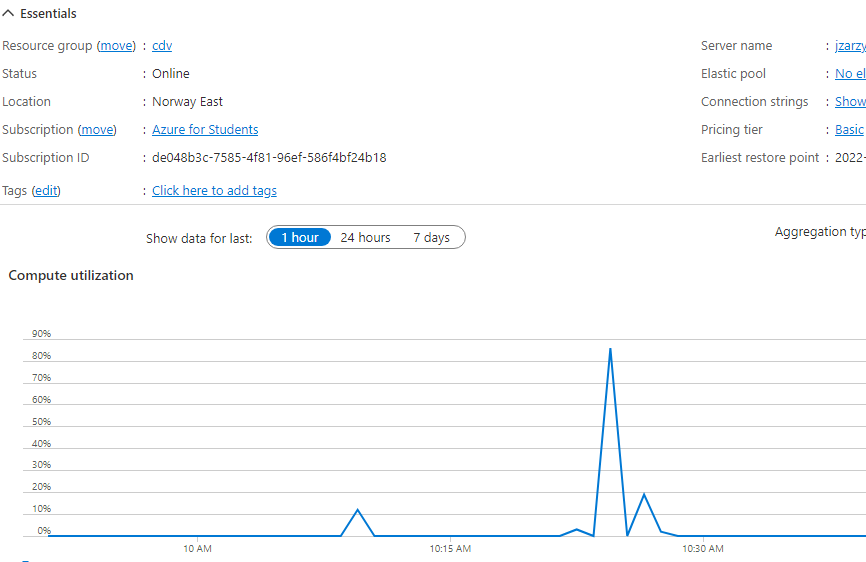 Essentials
Resource group (move) : cdv
Server name : jzarzy
Status : Online
Elastic pool : No el
Location : Norway East
Connection strings : Show
Subscription (move) : Azure for Students
Pricing tier : Basic
Subscription ID : de048b3c-7585-4f81-96ef-586f4bf24b18
Earliest restore point : 2022-
Tags (edit) : Click here to add tags
Show data for last: 1 hour 24 hours 7 days
Aggregation typ
Compute utilization
90%
80%
70%
60%
50%
40%
30%
20%
10%
0%
10 AM 10:15 AM 10:30 AM